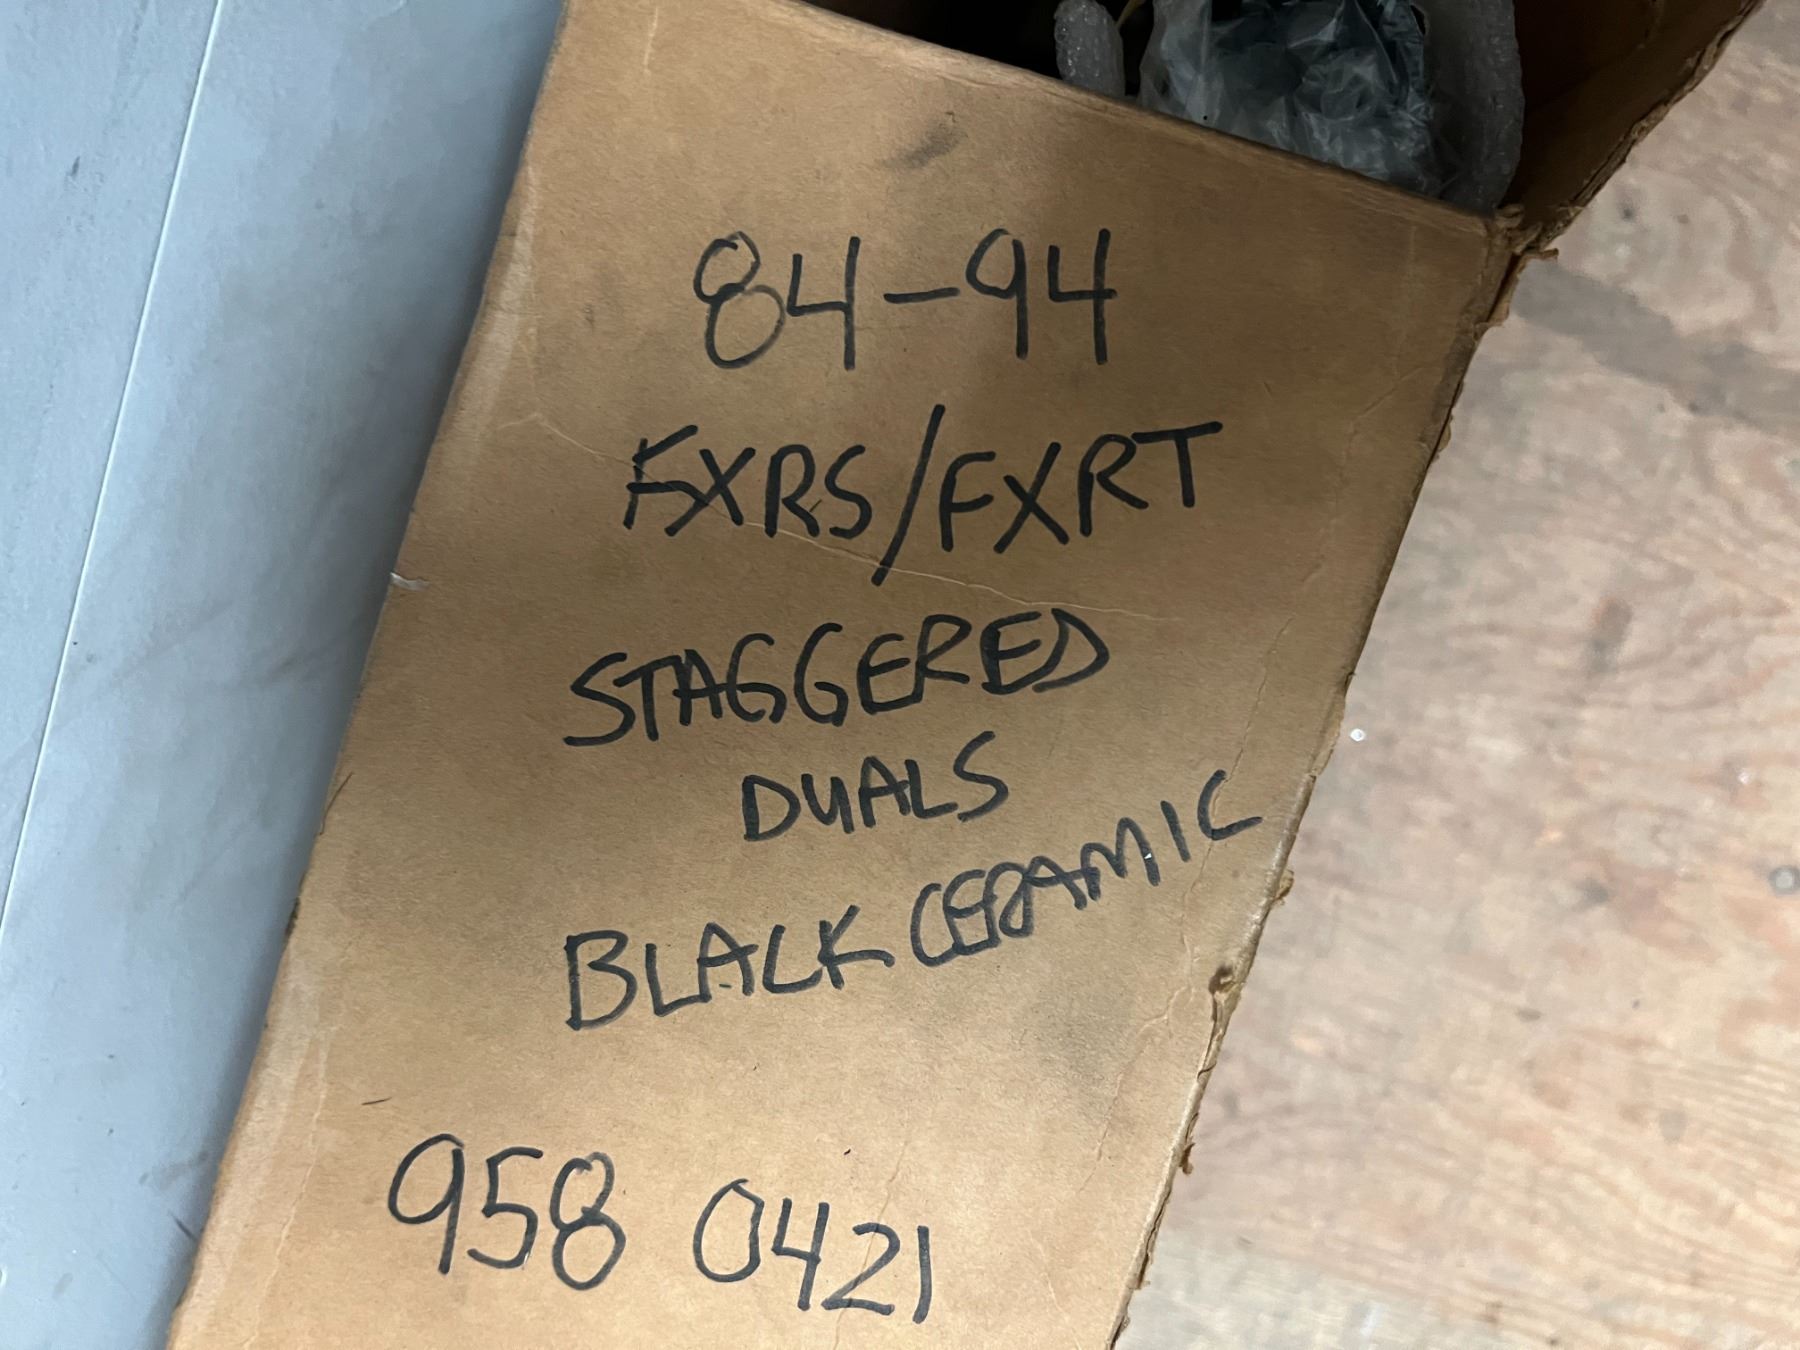 84-94
FXRS/FXRT
STAGGERED
DUALS
BLACK CERAMIC
958 0421